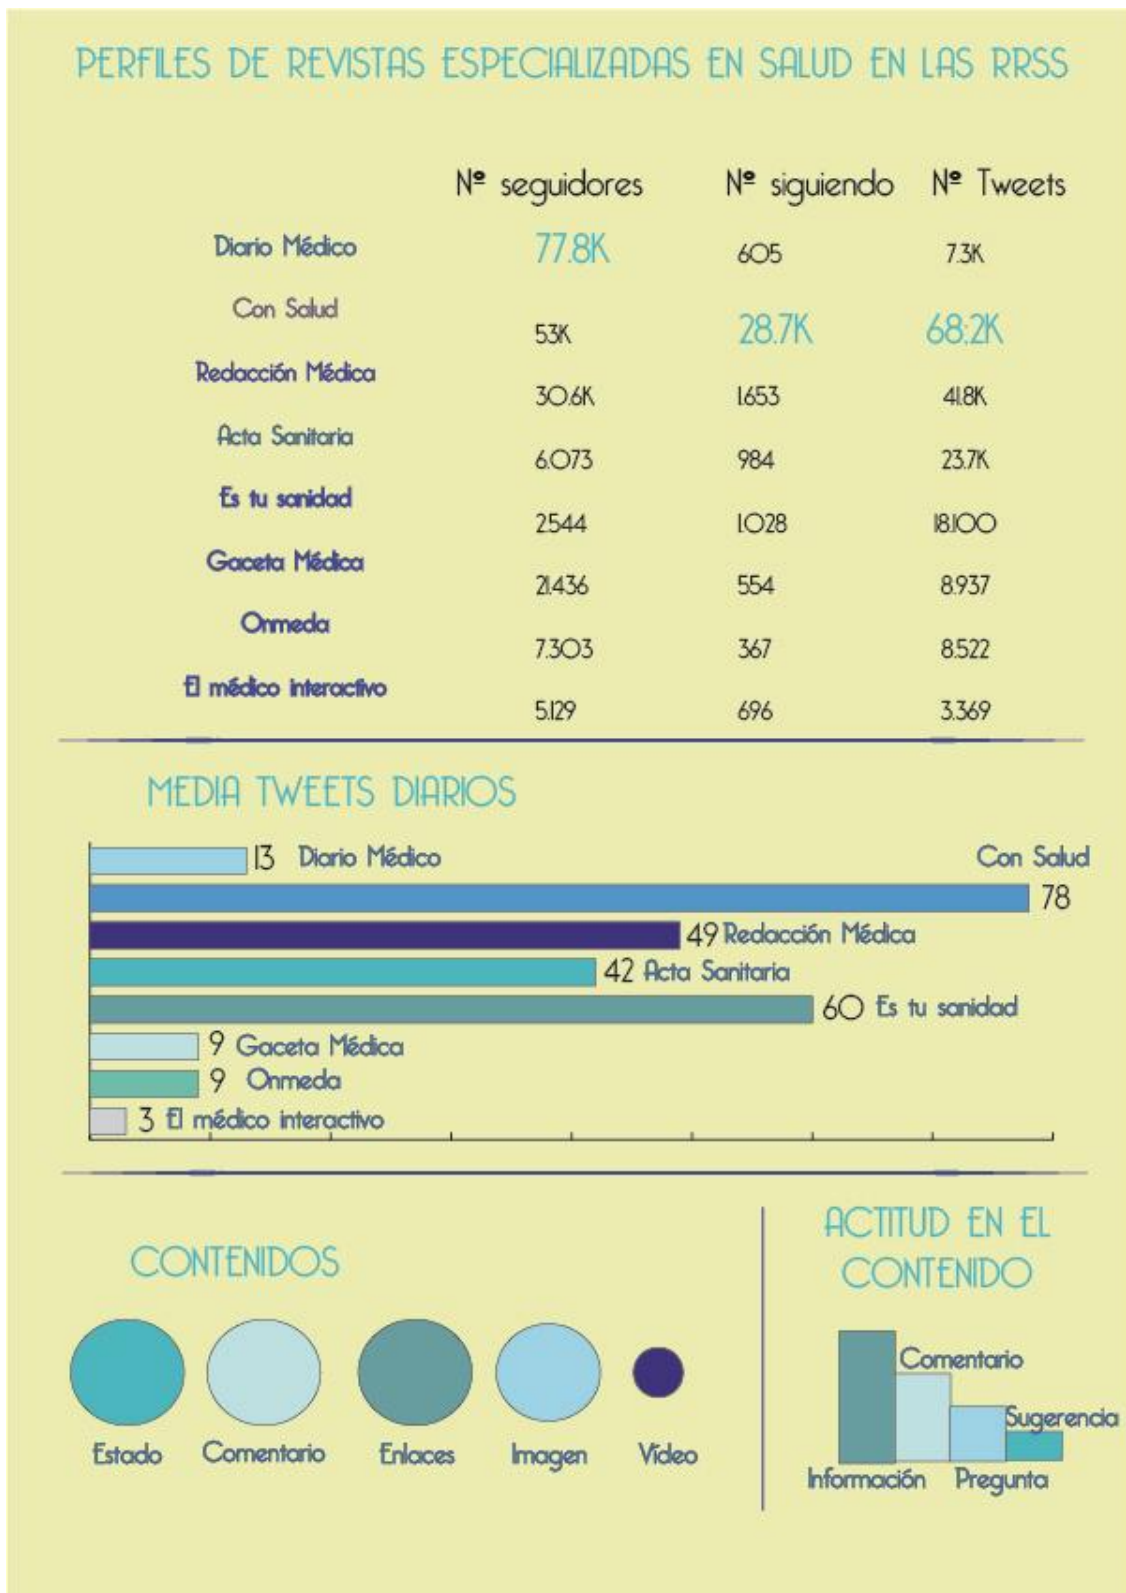 PERFILES DE REVISTAS ESPECIALIZADAS EN SALUD EN LAS RRSS
Nº seguidores Nº siguiendo Nº Tweets
Diario Médico 77.8K 605 7.3K
Con Salud 53K 28.7K 68:2K
Redacción Médica 30.6K 1.653 41.8K
Acta Sanitaria 6.073 984 23.7K
Es tu sanidad 2544 1.028 18.100
Gaceta Médica 21.436 554 8.937
Onmeda 7.303 367 8.522
El médico interactivo 5.129 696 3.369
MEDIA TWEETS DIARIOS
13 Diario Médico
Con Salud
78
49 Redacción Médica
42 Acta Sanitaria
60 Es tu sanidad
9 Gaceta Médica
9 Onmeda
3 El médico interactivo
CONTENIDOS
Estado Comentario Enlaces Imagen Vídeo
ACTITUD EN EL
CONTENIDO
Comentario
Sugerencia
Información Pregunta